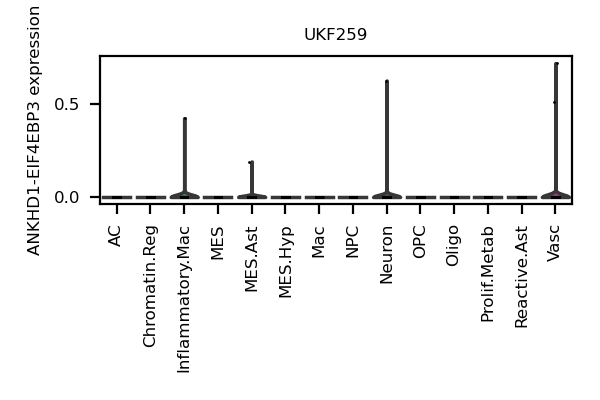 UKF259
ANKHD1-EIF4EBP3 expression
0.5
0.0
AC
Chromatin.Reg
Inflammatory.Mac
MES
MES.Ast
MES.Hyp
Mac
NPC
Neuron
OPC
Oligo
Prolif.Metab
Reactive.Ast
Vasc